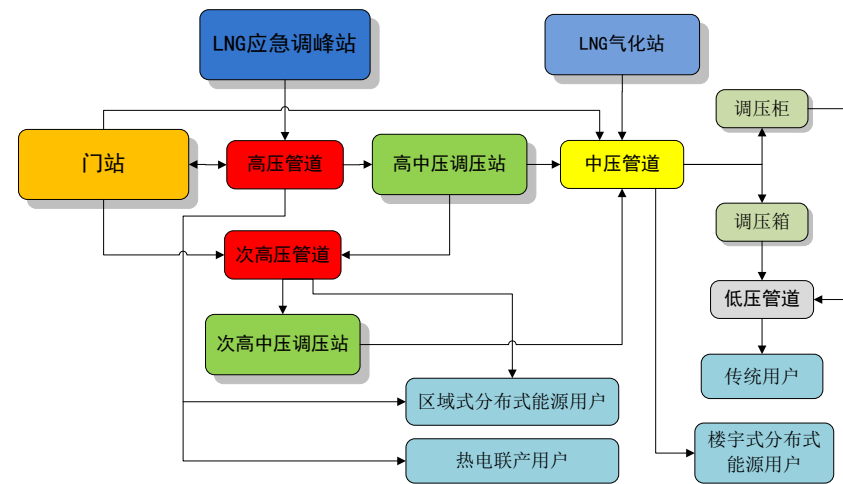 LNG应急调峰站
LNG气化站
调压柜
门站
高压管道
高中压调压站
中压管道
调压箱
次高压管道
低压管道
次高中压调压站
传统用户
区域式分布式能源用户
楼宇式分布式
能源用户
热电联产用户